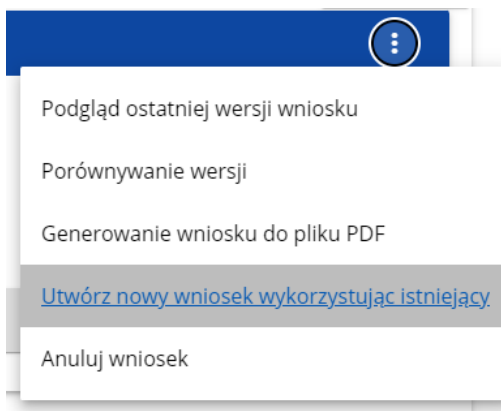 Podgląd ostatniej wersji wniosku
Porównywanie wersji
Generowanie wniosku do pliku PDF
Utwórz nowy wniosek wykorzystując istniejący
Anuluj wniosek